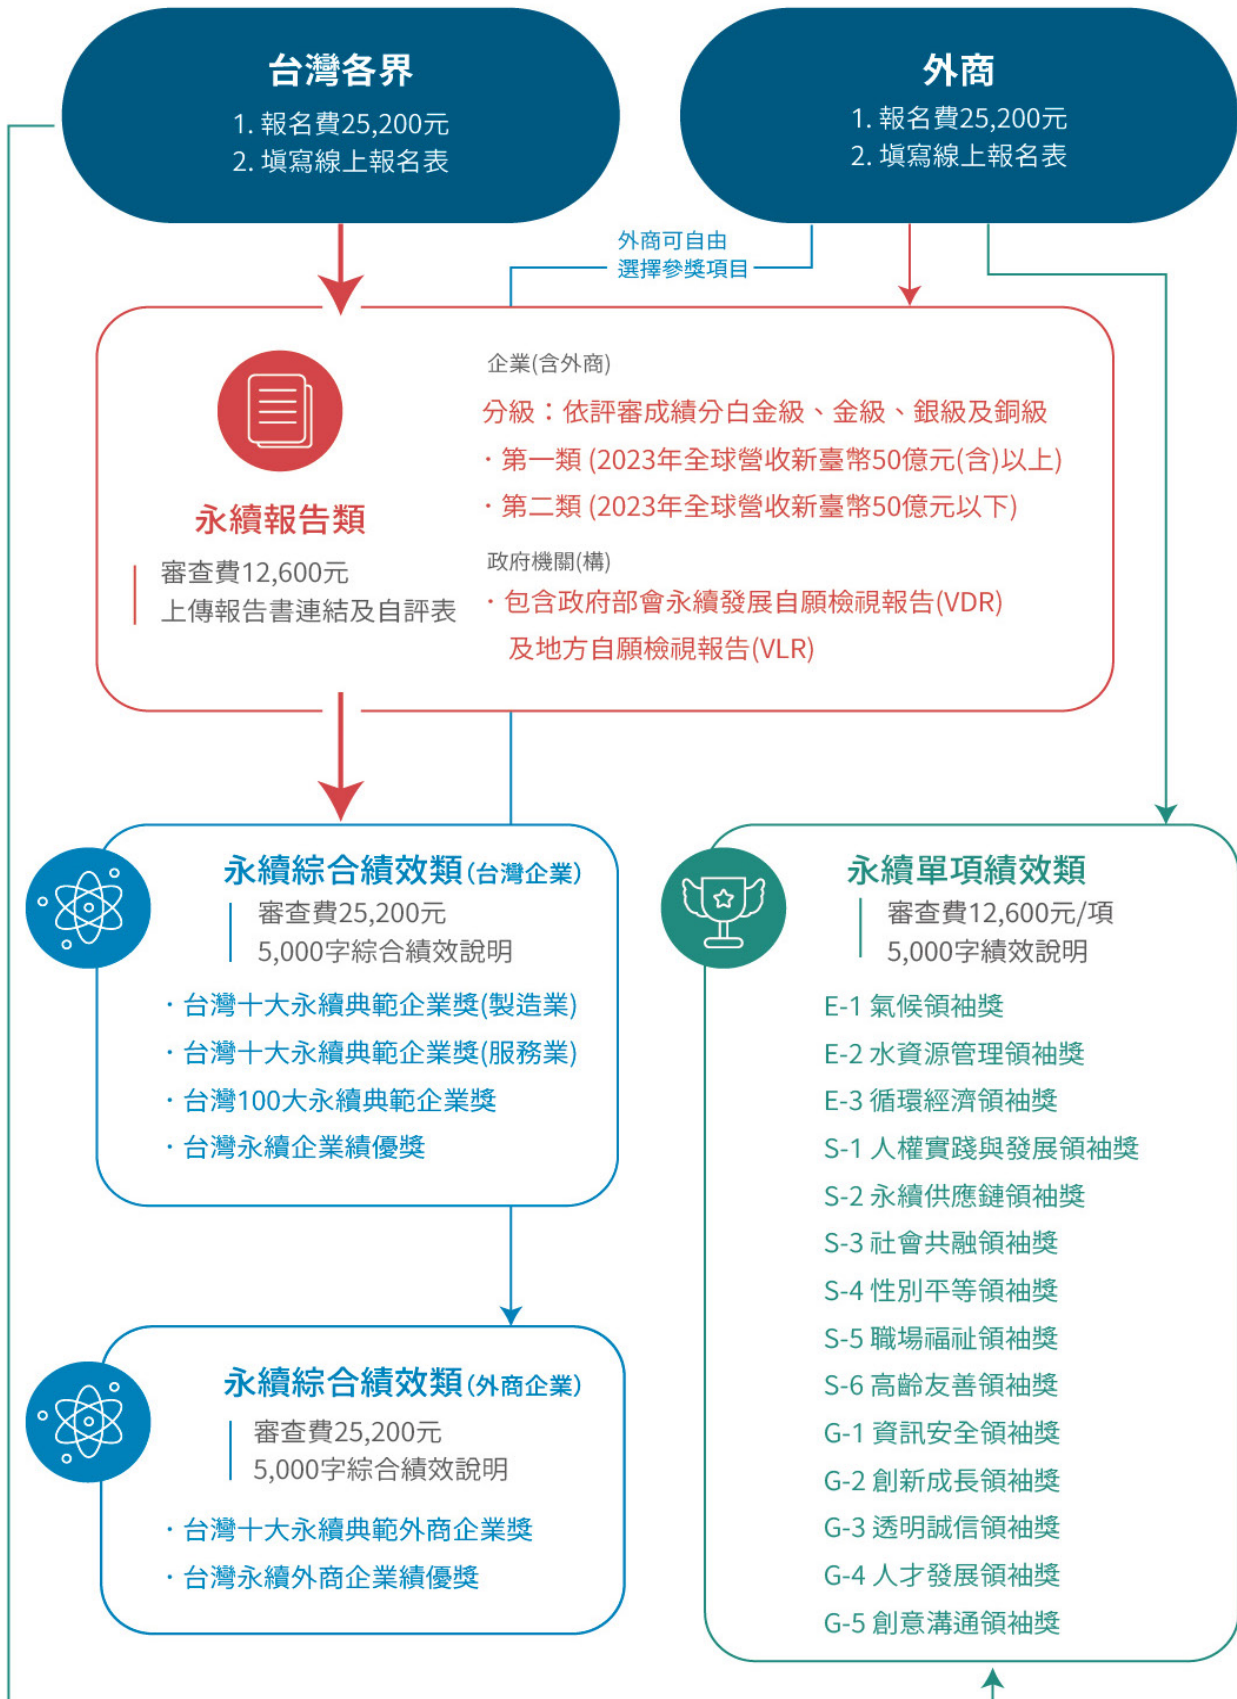 台灣各界
1. 報名費25,200元
2. 填寫線上報名表
外商
1. 報名費25,200元
2. 填寫線上報名表
外商可自由
選擇參獎項目
永續報告類
審查費12,600元
上傳報告書連結及自評表
企業(含外商)
分級：依評審成績分白金級、金級、銀級及銅級
·第一類 (2023年全球營收新臺幣50億元(含)以上)
·第二類 (2023年全球營收新臺幣50億元以下)
政府機關(構)
·包含政府部會永續發展自願檢視報告(VDR)
及地方自願檢視報告(VLR)
永續綜合績效類(台灣企業)
審查費25,200元
5,000字綜合績效說明
·台灣十大永續典範企業獎(製造業)
·台灣十大永續典範企業獎(服務業)
·台灣100大永續典範企業獎
·台灣永續企業績優獎
永續綜合績效類(外商企業)
審查費25,200元
5,000字綜合績效說明
·台灣十大永續典範外商企業獎
·台灣永續外商企業績優獎
永續單項績效類
審查費12,600元/項
5,000字績效說明
E-1 氣候領袖獎
E-2 水資源管理領袖獎
E-3 循環經濟領袖獎
S-1 人權實踐與發展領袖獎
S-2 永續供應鏈領袖獎
S-3 社會共融領袖獎
S-4 性別平等領袖獎
S-5 職場福祉領袖獎
S-6 高齡友善領袖獎
G-1 資訊安全領袖獎
G-2 創新成長領袖獎
G-3 透明誠信領袖獎
G-4 人才發展領袖獎
G-5 創意溝通領袖獎